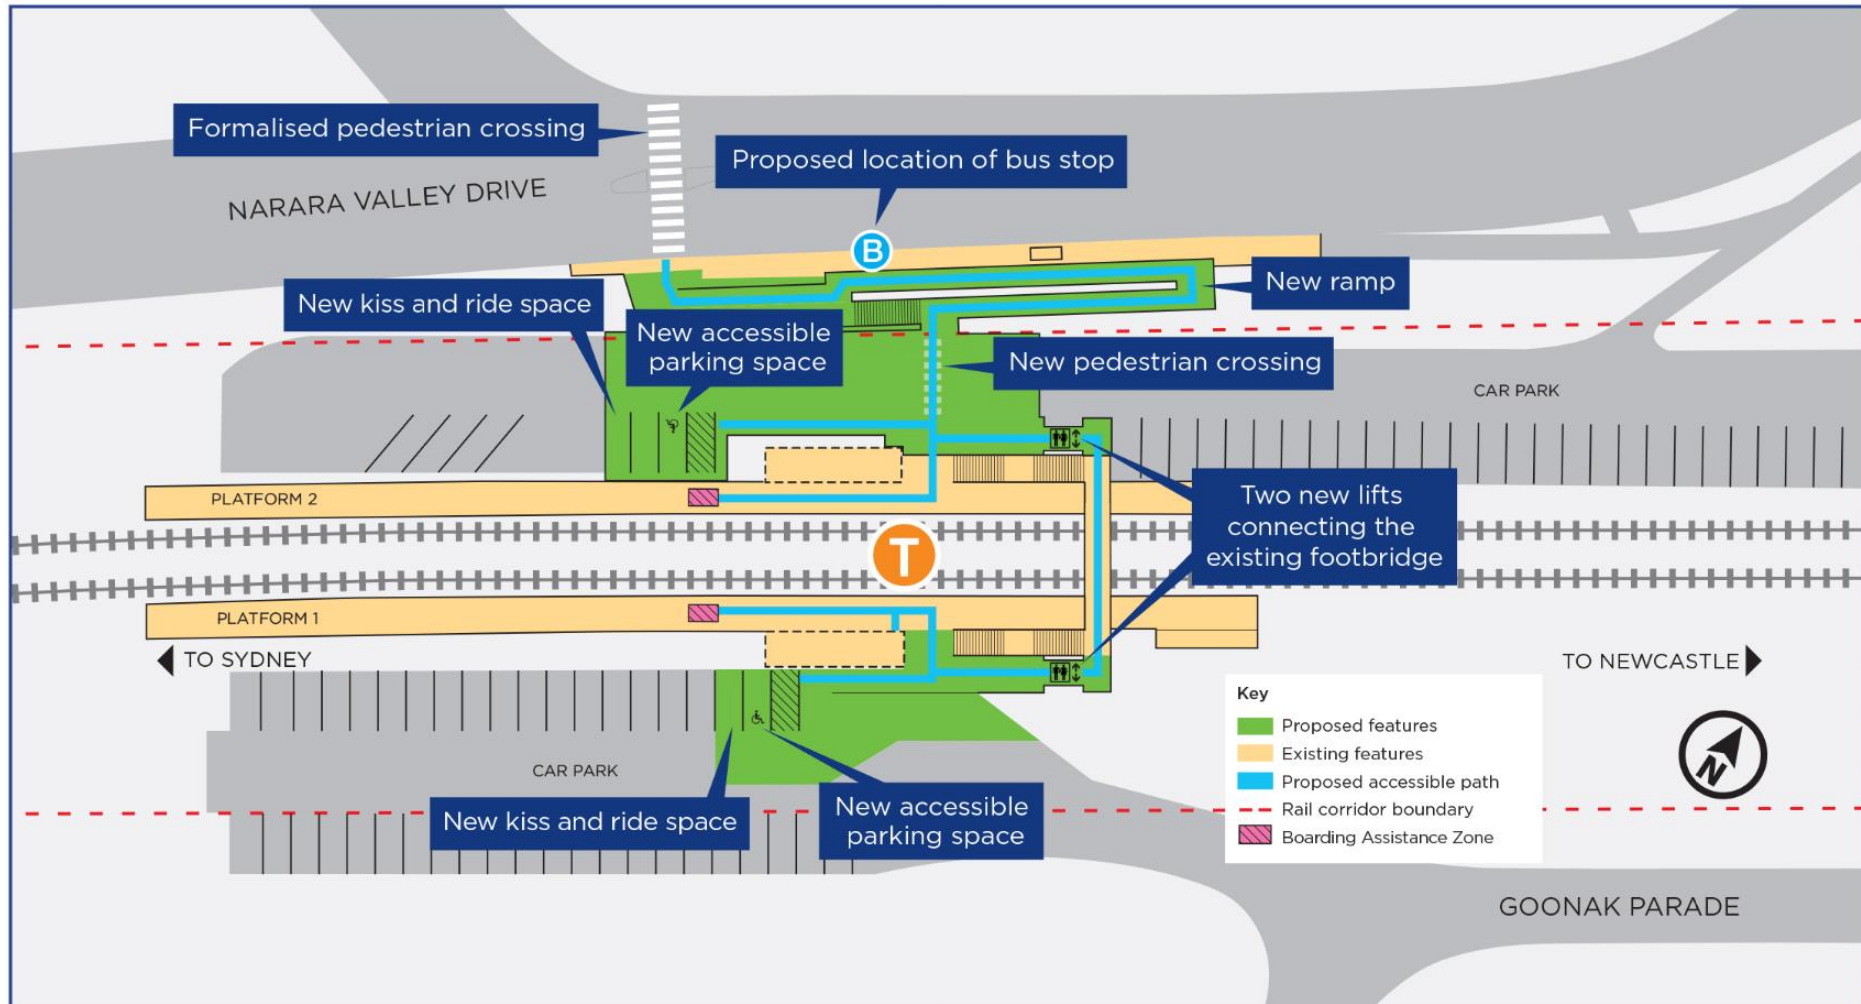 Formalised pedestrian crossing
Proposed location of bus stop
NARARA VALLEY DRIVE
B
New kiss and ride space
New ramp
New accessible
parking space
New pedestrian crossing
CAR PARK
PLATFORM 2
Two new lifts
connecting the
existing footbridge
T
PLATFORM 1
TO SYDNEY
TO NEWCASTLE
Key
Proposed features
Existing features
Proposed accessible path
Rail corridor boundary
Boarding Assistance Zone
N
CAR PARK
New kiss and ride space
New accessible
parking space
GOONAK PARADE